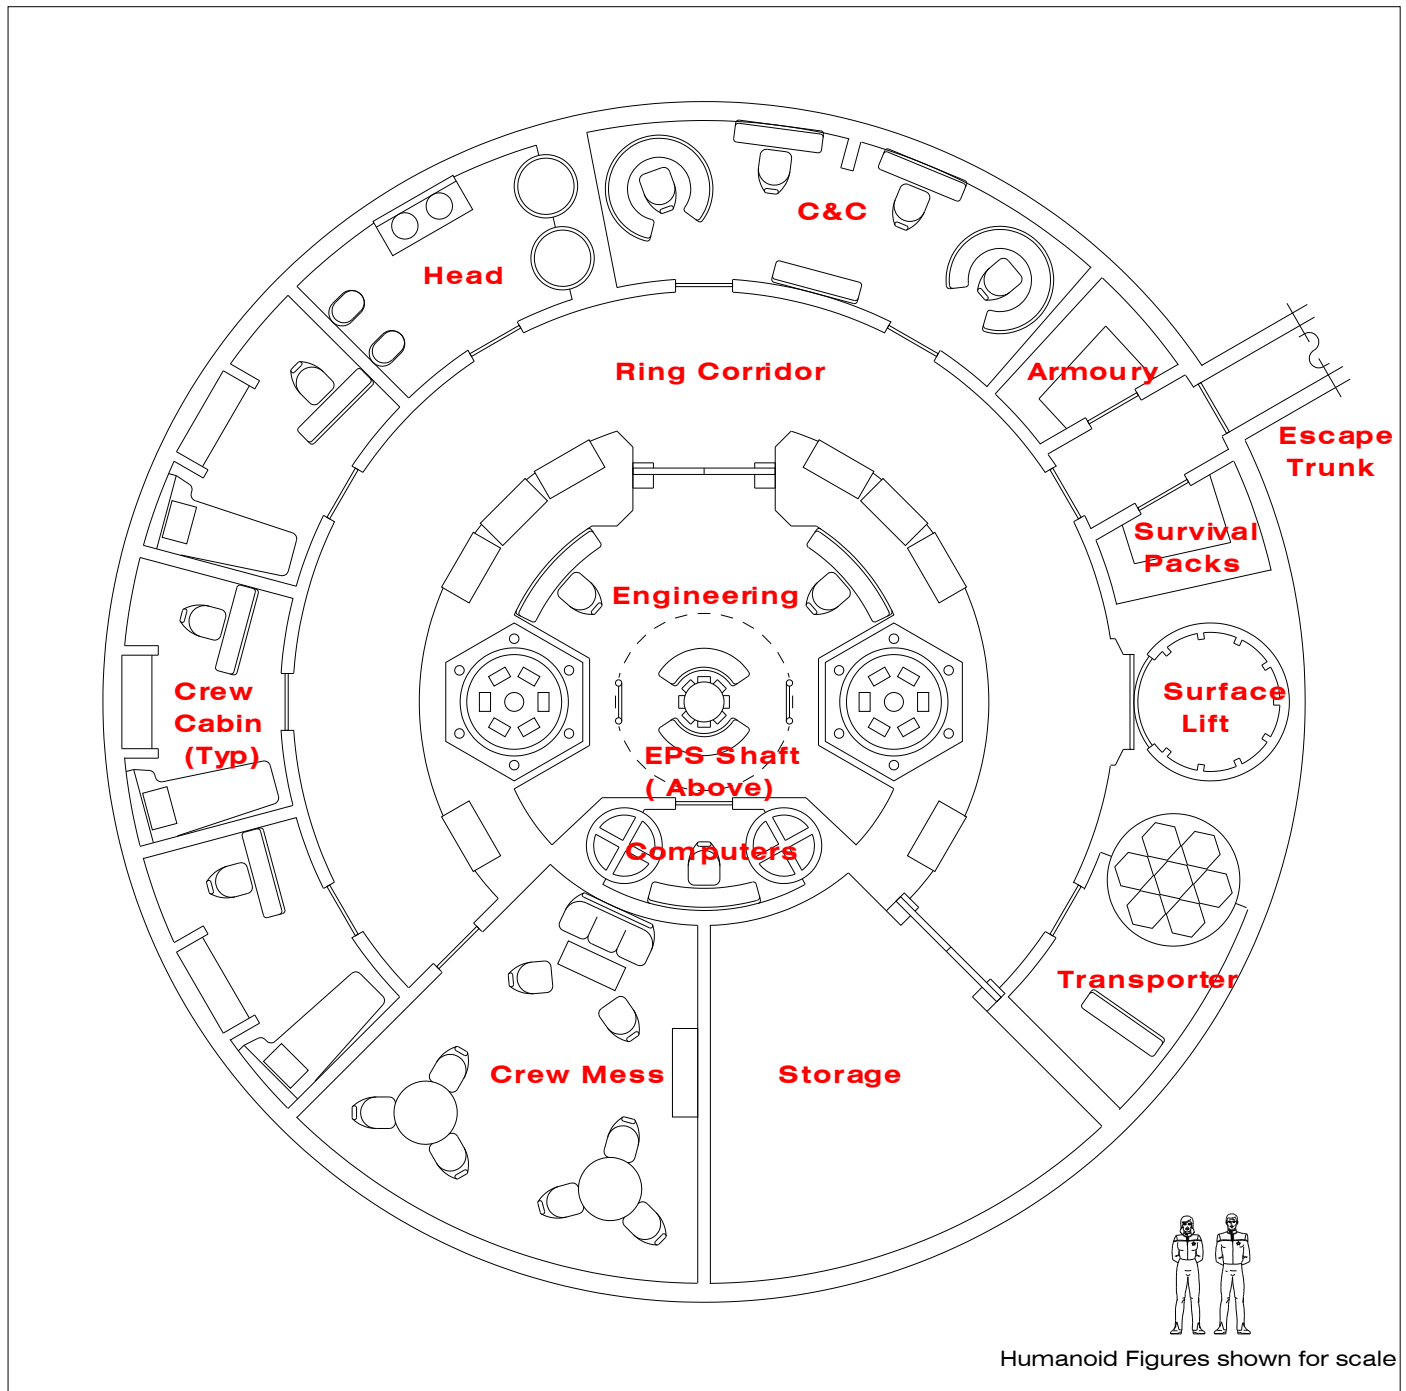 C&C
Head
Ring Corridor
Armoury
Escape
Trunk
Survival
Packs
Engineering
Crew
Cabin
(Typ)
Surface
Lift
EPS Shaft
( Above)
Computers
Transporter
Crew Mess
Storage
Humanoid Figures shown for scale